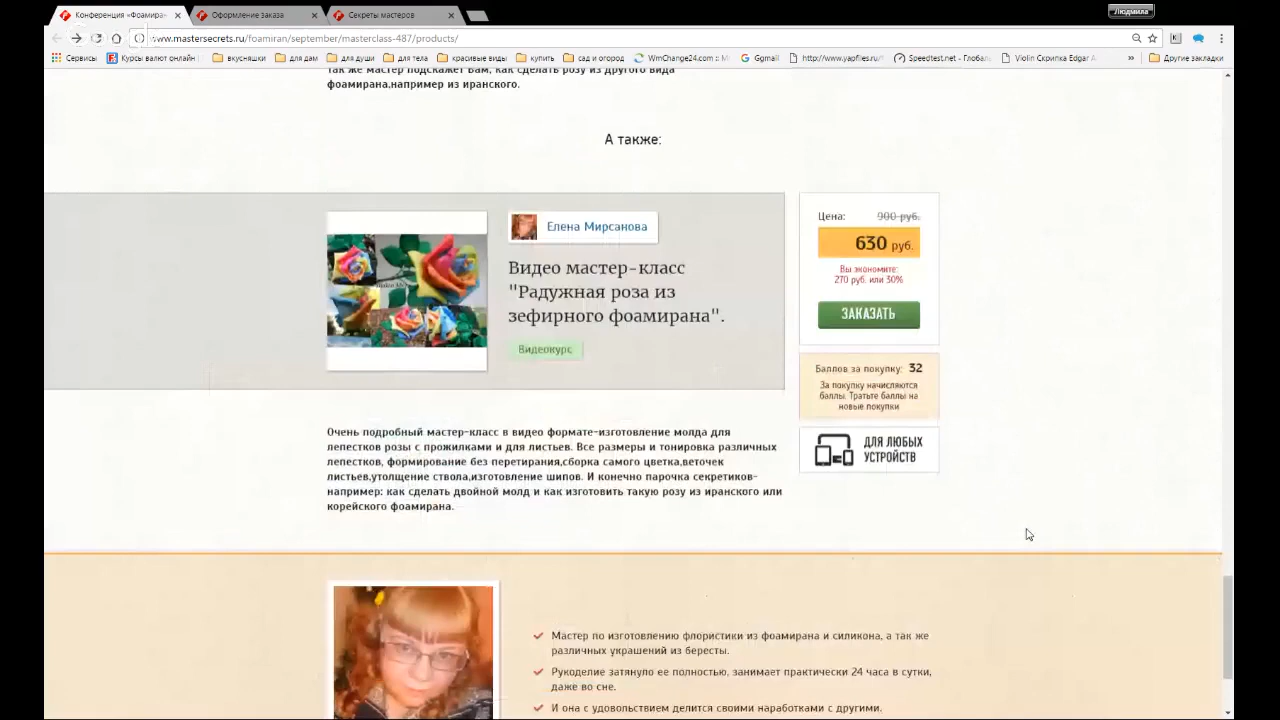 Конференция «Фоамира
Оформление заказа
Секреты мастеров
Людмила
www.mastersecrets.ru/foamiran/september/masterclass-487/products/
Сервисы
Курсы валют онлайн
вкусняшки
для дам
для души
для тела
красивые виды
купить
сад и огород
WmChange24.com :: М
Ggmail
http://www.yapfiles.ru/
Speedtest.net – Глобаль
Violin Скрипка Edgar A
»
Другие закладки
Так же мастер подскажет Вам, как сделать розу из другого вида
фоамирана,например из иранского.
А также:
Елена Мирсанова
Видео мастер-класс
"Радужная роза из
зефирного фоамирана".
Видеокурс
Цена: 900 руб.
630 руб.
Вы экономите:
270 руб. или 30%
ЗАКАЗАТЬ
Баллов за покупку: 32
За покупку начисляются
баллы. Тратьте баллы на
новые покупки
ДЛЯ ЛЮБЫХ
УСТРОЙСТВ
Очень подробный мастер-класс в видео формате-изготовление молда для
лепестков розы с прожилками и для листьев. Все размеры и тонировка различных
лепестков, формирование без перетирания,сборка самого цветка,веточек
листьев,утолщение ствола,изготовление шипов. И конечно парочка секретиков-
например: как сделать двойной молд и как изготовить такую розу из иранского или
корейского фоамирана.
Мастер по изготовлению флористики из фоамирана и силикона, а так же
различных украшений из бересты.
Рукоделие затянуло ее полностью, занимает практически 24 часа в сутки,
даже во сне.
И она с удовольствием делится своими наработками с другими.